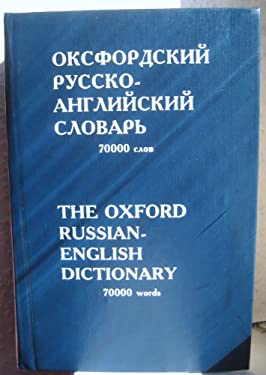 ОКСФОРДСКИЙ
РУССКО-
АНГЛИЙСКИЙ
СЛОВАРЬ
70000 слов
THE OXFORD
RUSSIAN-
ENGLISH
DICTIONARY
70000 words